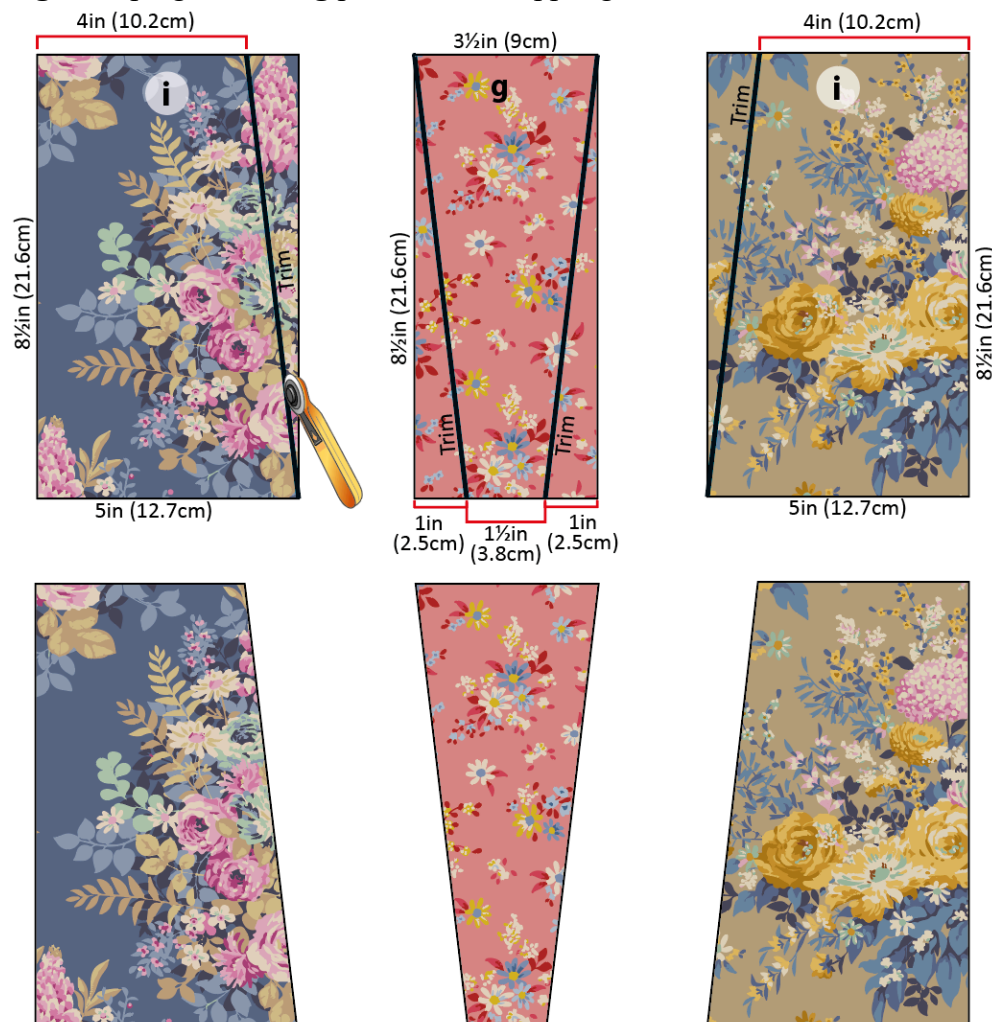 4in (10.2cm)
3½in (9cm)
4in (10.2cm)
i
g
i
Trim
8½in (21.6cm)
Trim
8½in (21.6cm)
Trim
Trim
8½in (21.6cm)
5in (12.7cm)
1in
(2.5cm)
1½in
(3.8cm)
1in
(2.5cm)
5in (12.7cm)